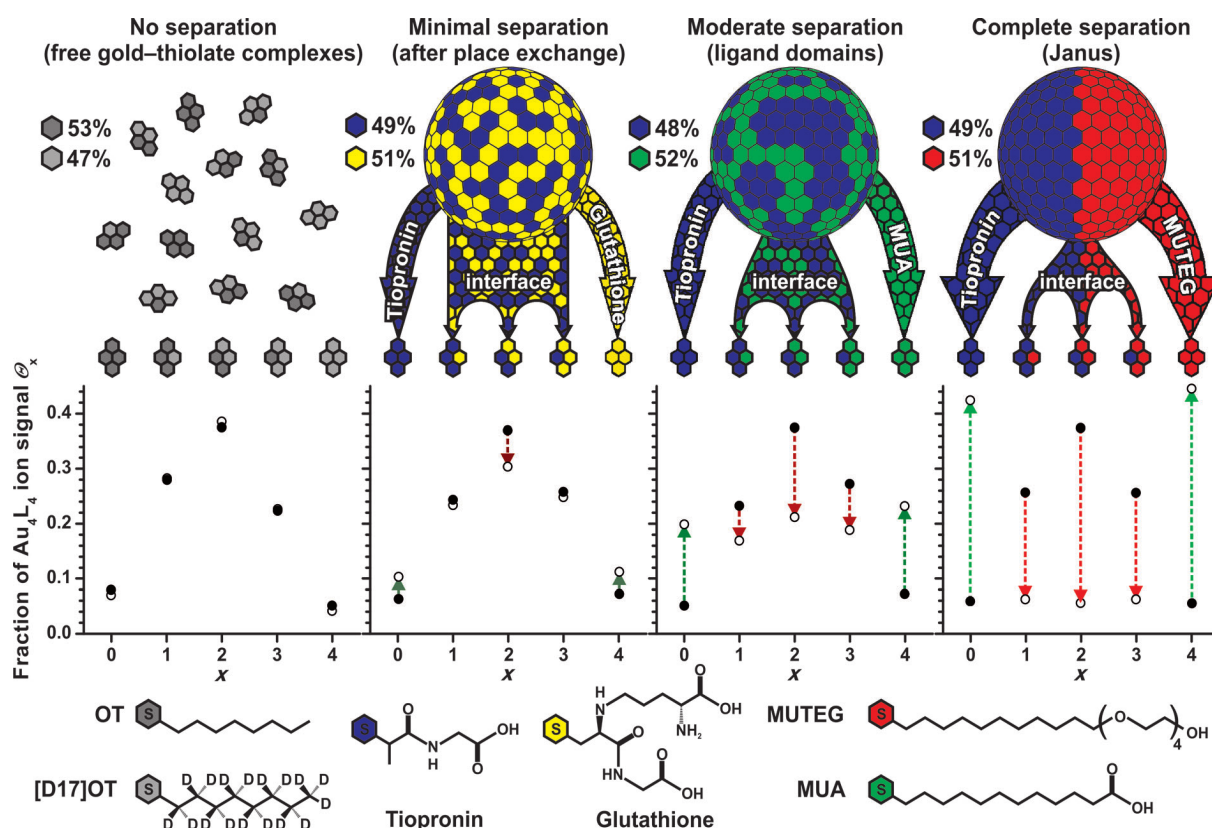 No separation
(free gold–thiolate complexes)
Minimal separation
(after place exchange)
Moderate separation
(ligand domains)
Complete separation
(Janus)
53%
47%
49%
51%
48%
52%
49%
51%
Tiopronin
interface
Glutathione
Tiopronin
interface
MUA
Tiopronin
interface
MUTEG
Fraction of Au4L4 ion signal Θx
0.4
0.3
0.2
0.1
0.0
0 1 2 3 4
x
0 1 2 3 4
x
0 1 2 3 4
x
0 1 2 3 4
x
OT
S
[D17]OT
S
D D D D D D D D
D
D
D D D D D D D D
S
O
N
H
O
OH
Tiopronin
S
H
N
O
OH
NH2
O
HN
O
OH
Glutathione
MUTEG
S
O
4
OH
MUA
S
O
OH